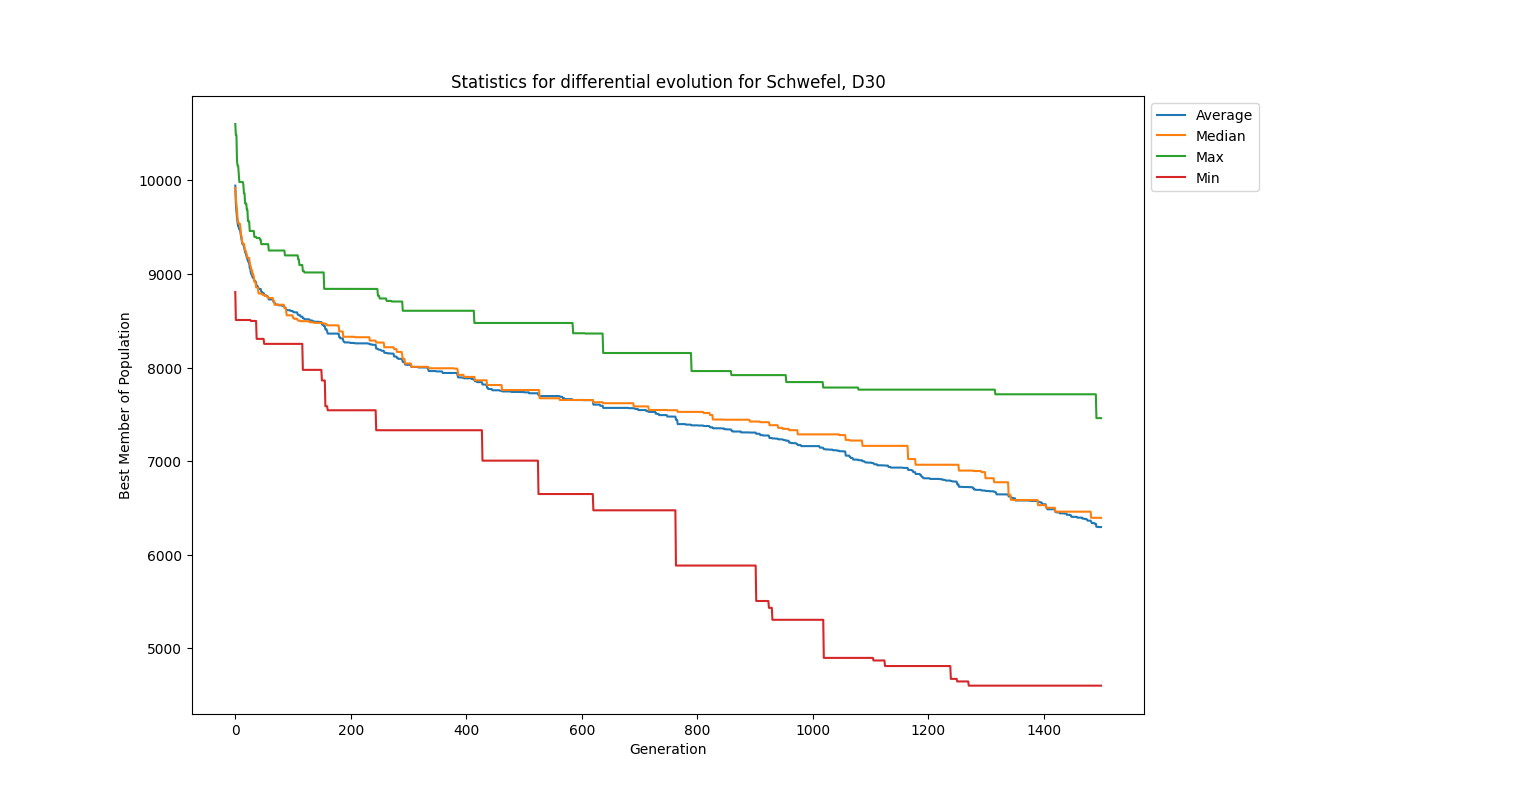 Statistics for differential evolution for Schwefel, D30
Average
Median
Max
Min
Best Member of Population
10000
9000
8000
7000
6000
5000
0 200 400 600 800 1000 1200 1400
Generation